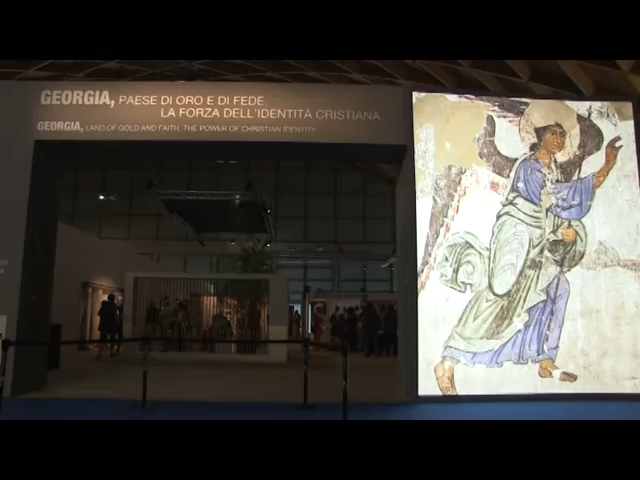 GEORGIA, PAESE DI ORO E DI FEDE.
LA FORZA DELL'IDENTITÀ CRISTIANA
GEORGIA, LAND OF GOLD AND FAITH. THE POWER OF CHRISTIAN IDENTITY